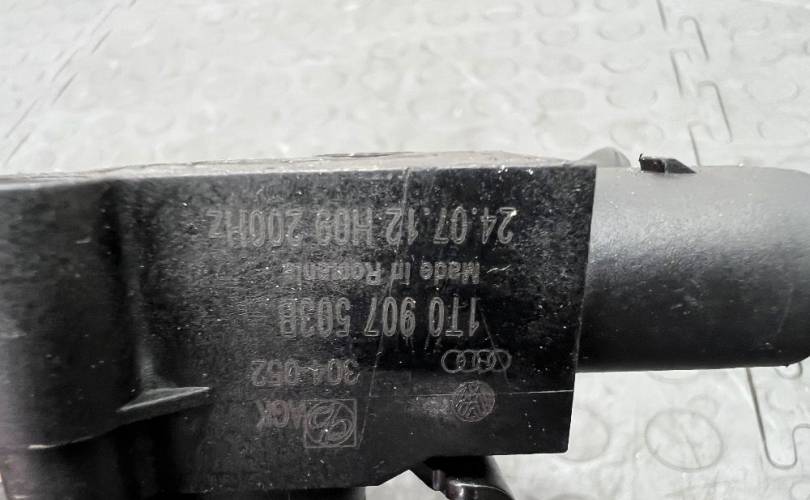 AGK
304-052
1T0 907 503B
Made in Romania
24.07.12 H09 200Hz